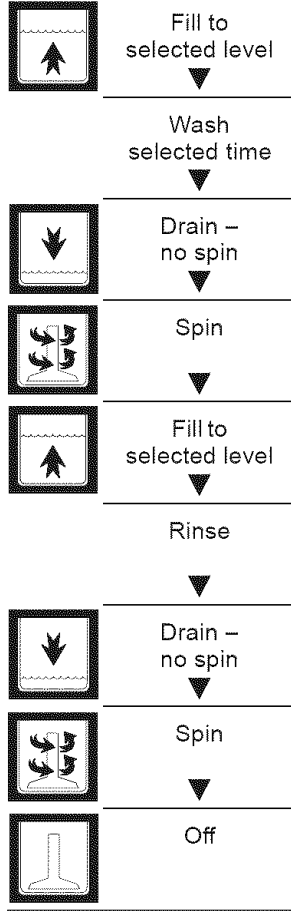 Fill to
selected level
Wash
selected time
Drain –
no spin
Spin
Fill to
selected level
Rinse
Drain –
no spin
Spin
Off